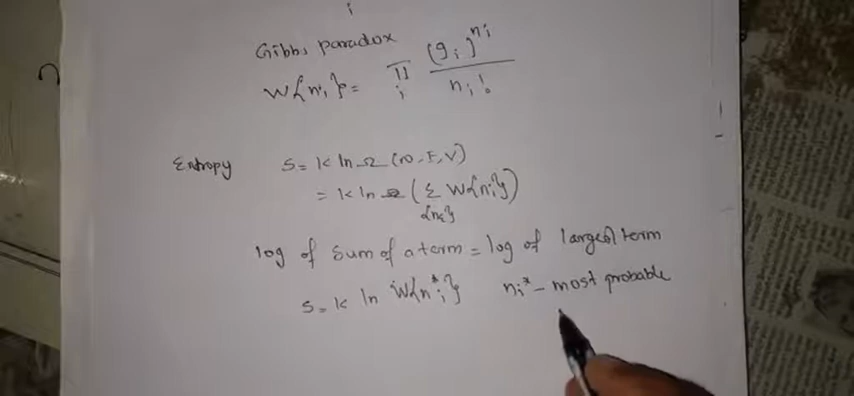 i
Gibbs paradox
W{ni} = Π (gi)^ni / ni!
i
Entropy S = K ln Ω (N, E, V)
= K ln (Σ W{ni})
{ni}
log of sum of a term = log of largest term
S = K ln W{n*i} ni* - most probable